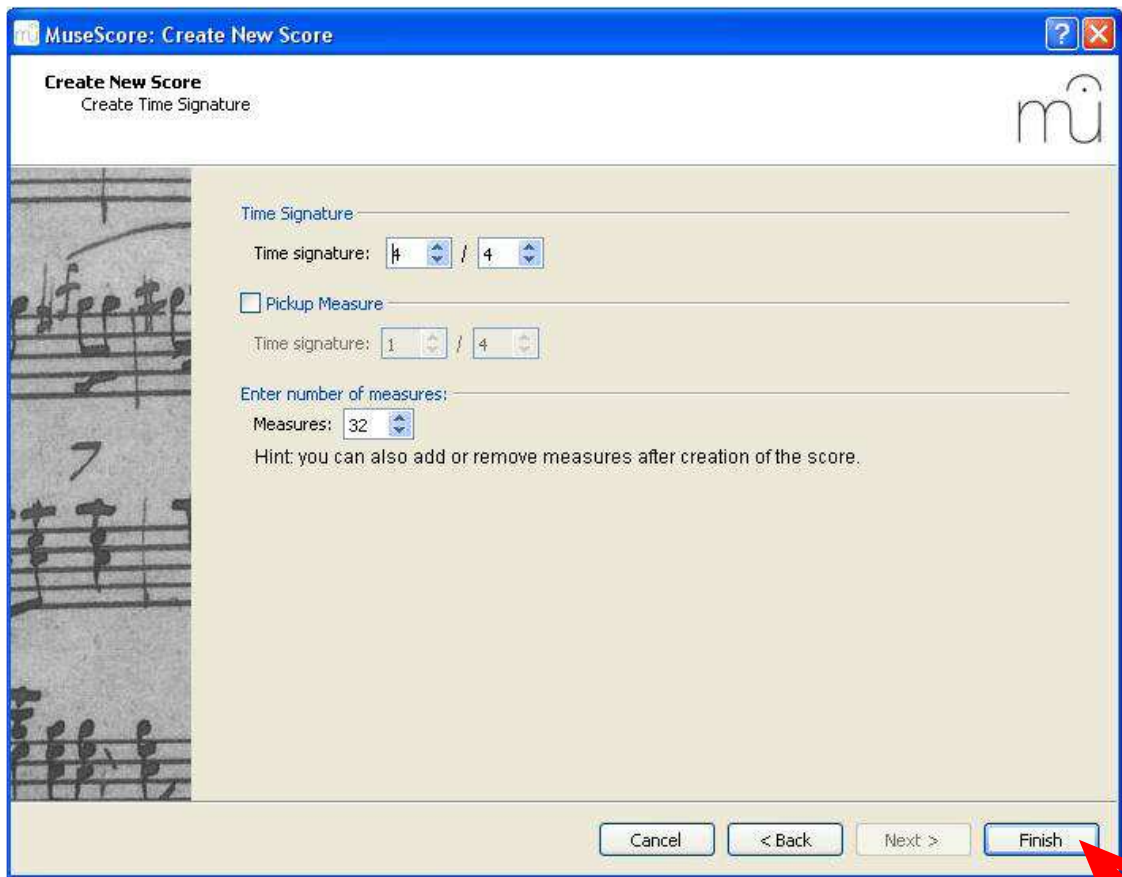 MuseScore: Create New Score
Create New Score
Create Time Signature
mu
Time Signature
Time signature: 4 / 4
Pickup Measure
Time signature: 1 / 4
Enter number of measures:
Measures: 32
Hint: you can also add or remove measures after creation of the score.
7
Cancel < Back Next > Finish